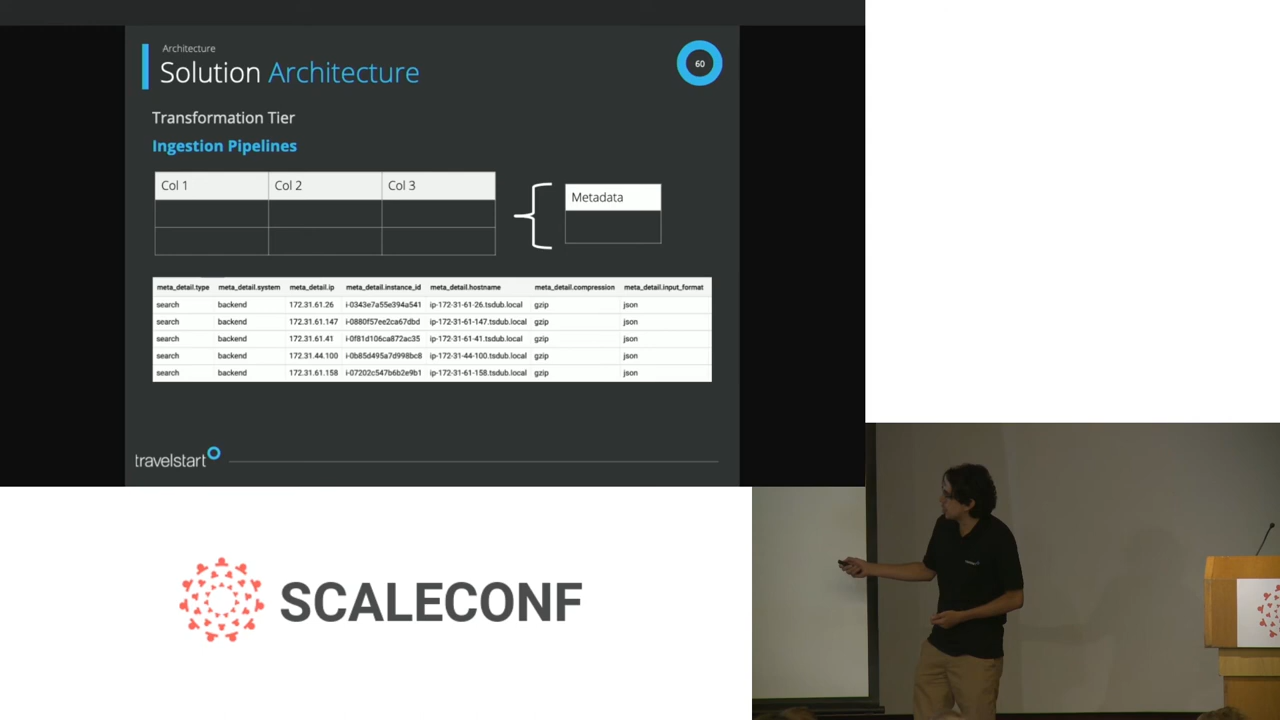 Architecture
Solution Architecture
60
Transformation Tier
Ingestion Pipelines
Col 1 Col 2 Col 3
Metadata
meta_detail.type meta_detail.system meta_detail.ip meta_detail.instance_id meta_detail.hostname meta_detail.compression meta_detail.input_format
search backend 172.31.61.26 i-0343e7a55e394a541 ip-172-31-61-26.tsdub.local gzip json
search backend 172.31.61.147 i-0880f57ee2ca67dbd ip-172-31-61-147.tsdub.local gzip json
search backend 172.31.61.41 i-0f81d106ca872ac35 ip-172-31-61-41.tsdub.local gzip json
search backend 172.31.44.100 i-0b85d495a7d998bc8 ip-172-31-44-100.tsdub.local gzip json
search backend 172.31.61.158 i-07202c547b6b2e9b1 ip-172-31-61-158.tsdub.local gzip json
travelstart
SCALECONF